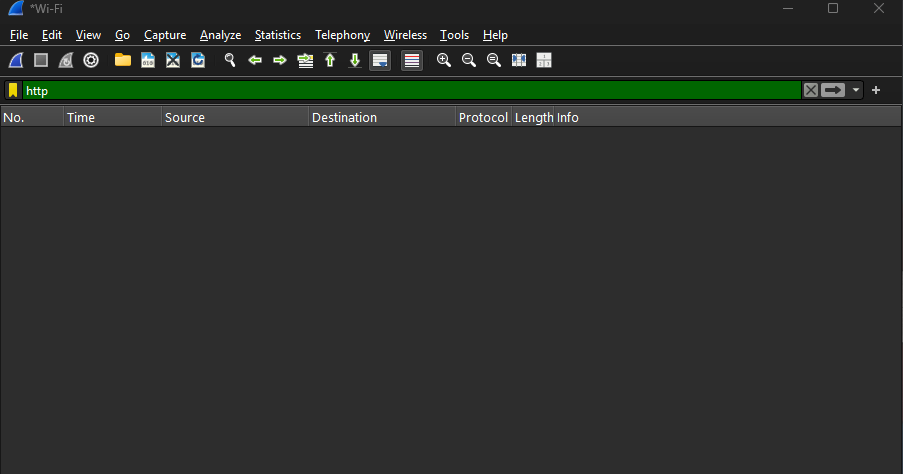 *Wi-Fi
File Edit View Go Capture Analyze Statistics Telephony Wireless Tools Help
http
No. Time Source Destination Protocol Length Info